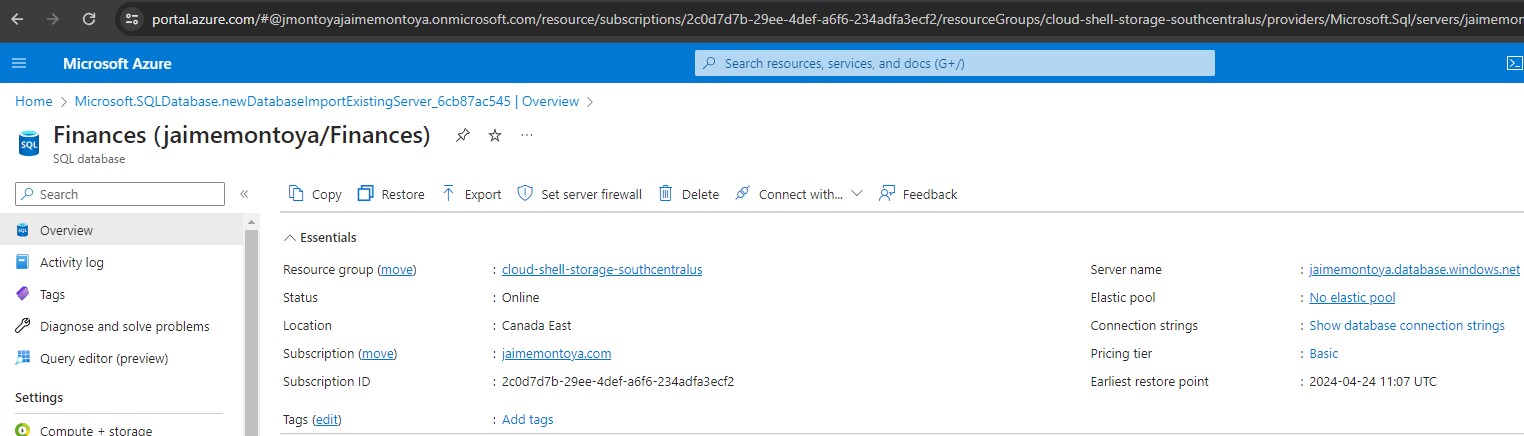 portal.azure.com/#@jmontoyajaimemontoya.onmicrosoft.com/resource/subscriptions/2c0d7d7b-29ee-4def-a6f6-234adfa3ecf2/resourceGroups/cloud-shell-storage-southcentralus/providers/Microsoft.Sql/servers/jaimemon
Microsoft Azure
Search resources, services, and docs (G+/)
Home > Microsoft.SQLDatabase.newDatabaseImportExistingServer_6cb87ac545 | Overview >
SQL
Finances (jaimemontoya/Finances)
SQL database
Search
Copy Restore Export Set server firewall Delete Connect with... Feedback
Overview
Activity log
Tags
Diagnose and solve problems
Query editor (preview)
Settings
Compute + storage
Essentials
Resource group (move) : cloud-shell-storage-southcentralus
Status : Online
Location : Canada East
Subscription (move) : jaimemontoya.com
Subscription ID : 2c0d7d7b-29ee-4def-a6f6-234adfa3ecf2
Tags (edit) : Add tags
Server name : jaimemontoya.database.windows.net
Elastic pool : No elastic pool
Connection strings : Show database connection strings
Pricing tier : Basic
Earliest restore point : 2024-04-24 11:07 UTC